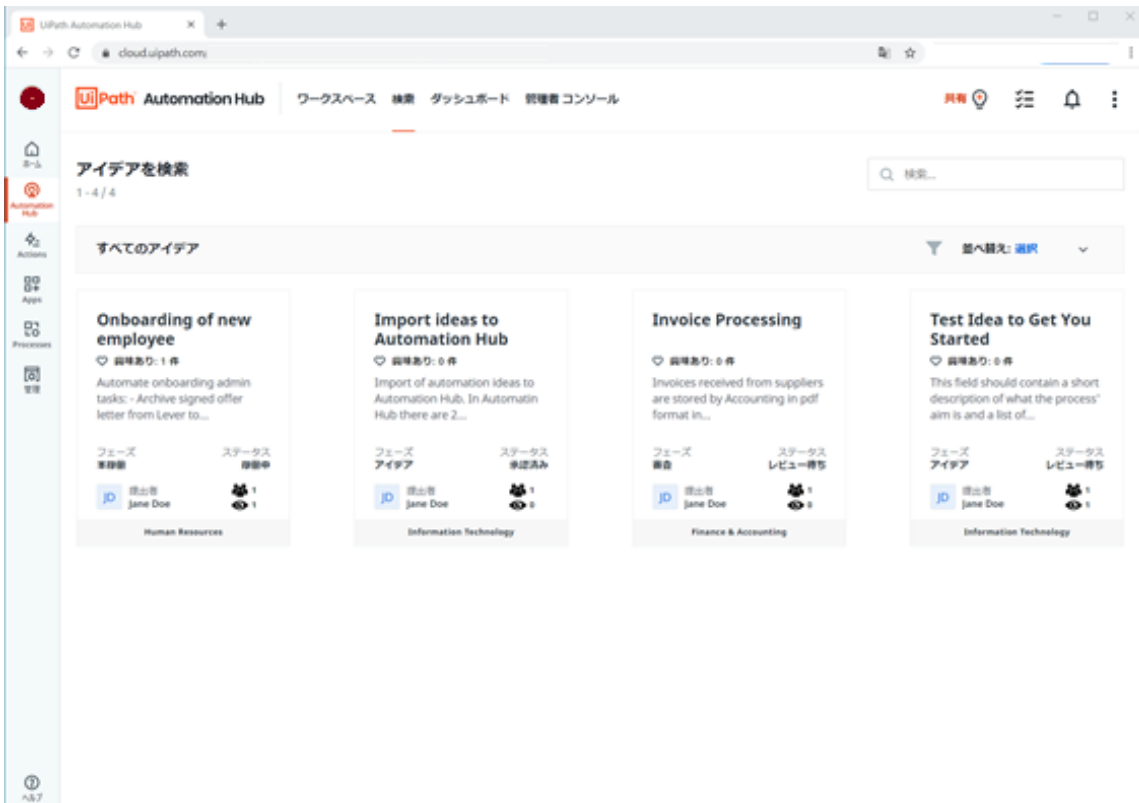 UiPath Automation Hub
cloud.uipath.com/
UiPath Automation Hub
ワークスペース 検索 ダッシュボード 管理者 コンソール
共有
ホーム
Automation Hub
Actions
Apps
Processes
管理
ヘルプ
アイデアを検索
1 - 4 / 4
検索...
すべてのアイデア
並べ替え: 選択
Onboarding of new
employee
興味あり: 1 件
Automate onboarding admin
tasks: - Archive signed offer
letter from Lever to...
フェーズ ステータス
本稼働 稼働中
JD 提出者
Jane Doe
1
1
Human Resources
Import ideas to
Automation Hub
興味あり: 0 件
Import of automation ideas to
Automation Hub. In Automatin
Hub there are 2...
フェーズ ステータス
アイデア 未認済み
JD 提出者
Jane Doe
1
0
Information Technology
Invoice Processing
興味あり: 0 件
Invoices received from suppliers
are stored by Accounting in pdf
format in...
フェーズ ステータス
審査 レビュー待ち
JD 提出者
Jane Doe
1
0
Finance & Accounting
Test Idea to Get You
Started
興味あり: 0 件
This field should contain a short
description of what the process'
aim is and a list of...
フェーズ ステータス
アイデア レビュー待ち
JD 提出者
Jane Doe
1
1
Information Technology